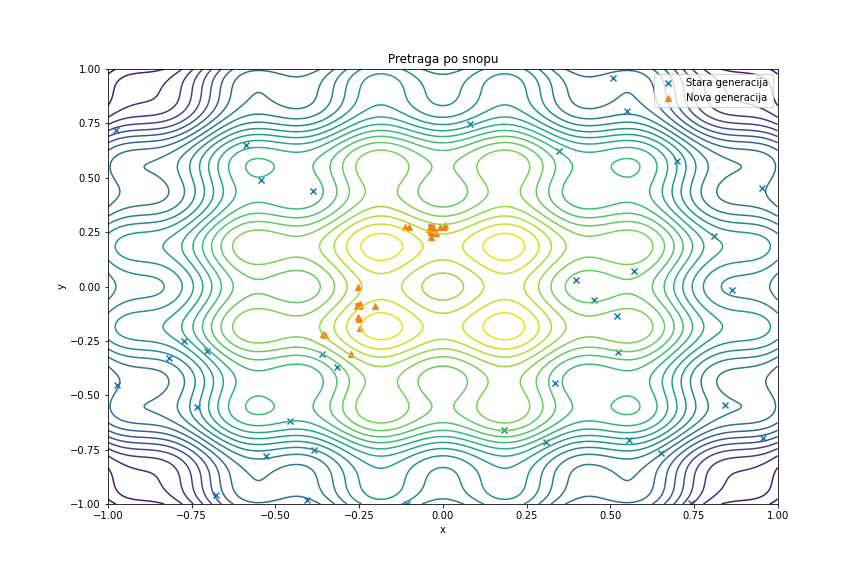 Pretraga po snopu
Stara generacija
Nova generacija
1.00
0.75
0.50
0.25
0.00
−0.25
−0.50
−0.75
−1.00
y
−1.00 −0.75 −0.50 −0.25 0.00 0.25 0.50 0.75 1.00
x